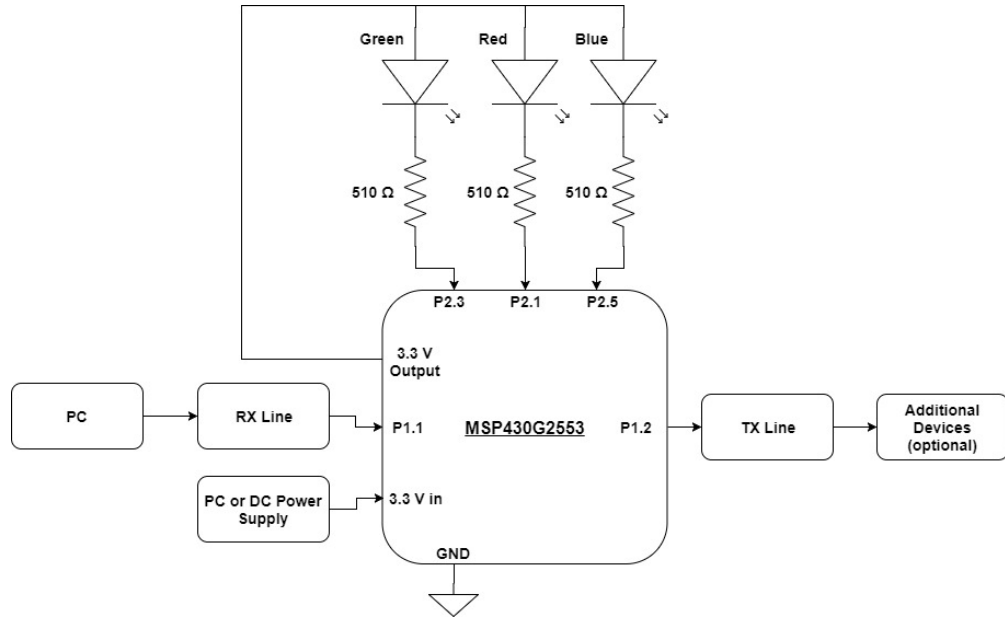 Green
Red
Blue
510 Ω
510 Ω
510 Ω
P2.3
P2.1
P2.5
3.3 V
Output
PC
RX Line
P1.1
MSP430G2553
P1.2
TX Line
Additional
Devices
(optional)
PC or DC Power
Supply
3.3 V in
GND